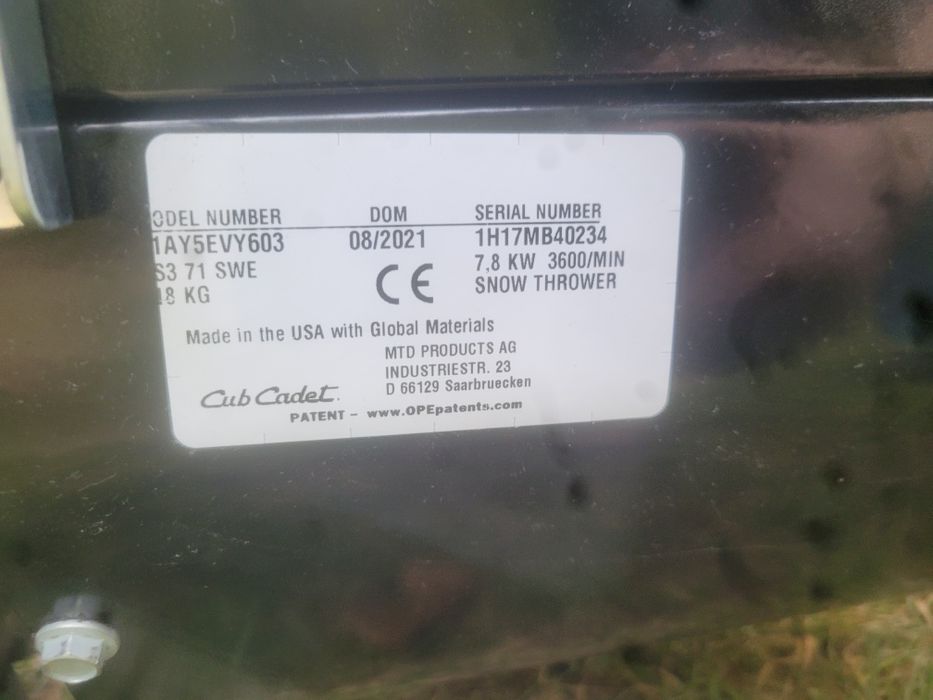 ODEL NUMBER DOM SERIAL NUMBER
1AY5EVY603 08/2021 1H17MB40234
S3 71 SWE CE 7,8 KW 3600/MIN
18 KG SNOW THROWER
Made in the USA with Global Materials
MTD PRODUCTS AG
INDUSTRIESTR. 23
D 66129 Saarbruecken
Cub Cadet.
PATENT – www.OPEpatents.com